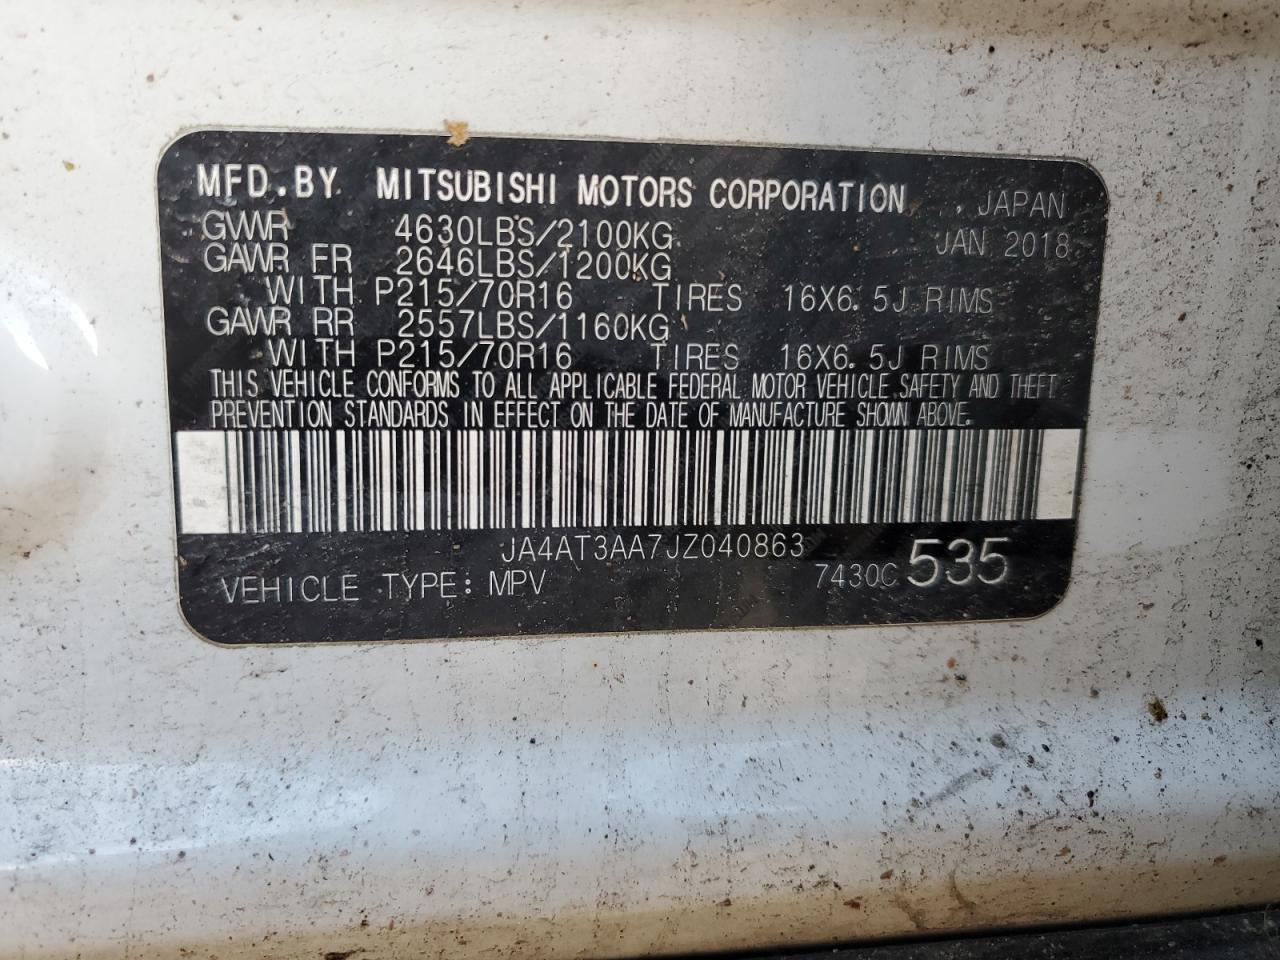 MFD.BY MITSUBISHI MOTORS CORPORATION JAPAN
GVWR 4630LBS/2100KG JAN 2018
GAWR FR 2646LBS/1200KG
WITH P215/70R16 TIRES 16X6.5J RIMS
GAWR RR 2557LBS/1160KG
WITH P215/70R16 TIRES 16X6.5J RIMS
THIS VEHICLE CONFORMS TO ALL APPLICABLE FEDERAL MOTOR VEHICLE SAFETY AND THEFT
PREVENTION STANDARDS IN EFFECT ON THE DATE OF MANUFACTURE SHOWN ABOVE.
JA4AT3AA7JZ040863
VEHICLE TYPE: MPV 7430C 535